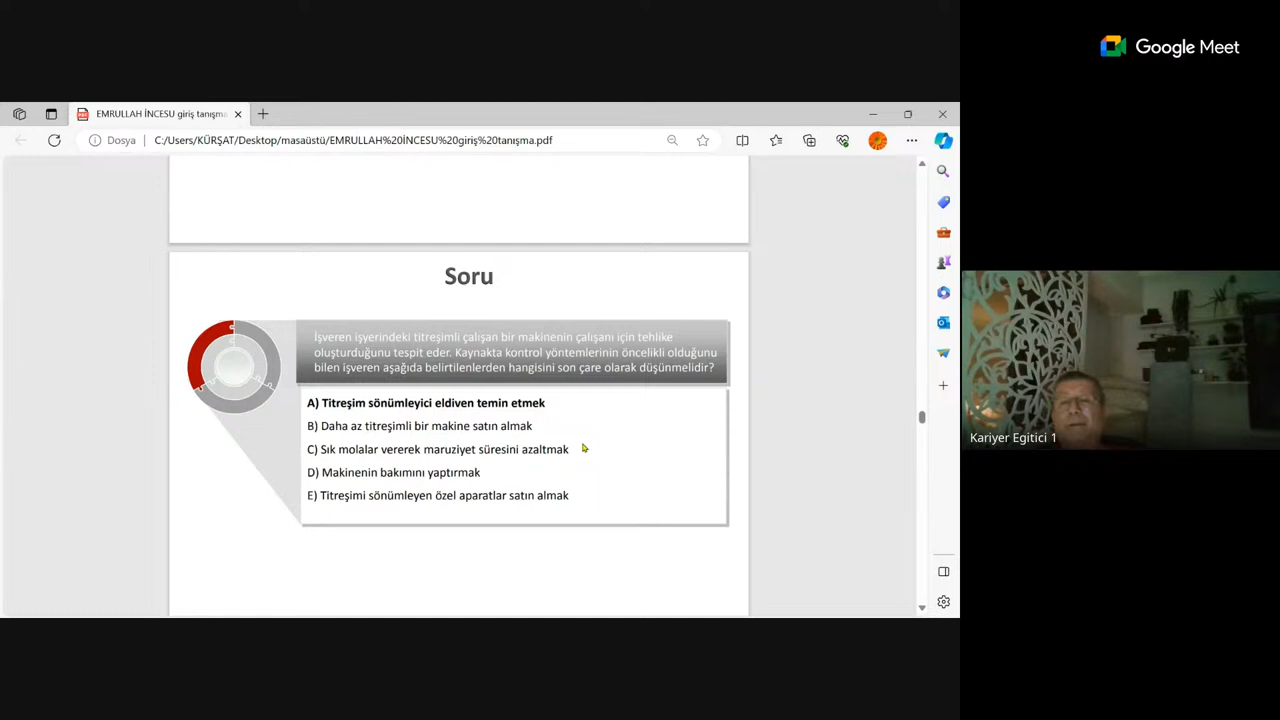 Google Meet
EMRULLAH İNCESU giriş tanışma
Dosya
C:/Users/KÜRŞAT/Desktop/masaüstü/EMRULLAH%20İNCESU%20giriş%20tanışma.pdf
Soru
İşveren işyerindeki titreşimli çalışan bir makinenin çalışanı için tehlike
oluşturduğunu tespit eder. Kaynakta kontrol yöntemlerinin öncelikli olduğunu
bilen işveren aşağıda belirtilenlerden hangisini son çare olarak düşünmelidir?
A) Titreşim sönümleyici eldiven temin etmek
B) Daha az titreşimli bir makine satın almak
C) Sık molalar vererek maruziyet süresini azaltmak
D) Makinenin bakımını yaptırmak
E) Titreşimi sönümleyen özel aparatlar satın almak
Kariyer Egitici 1